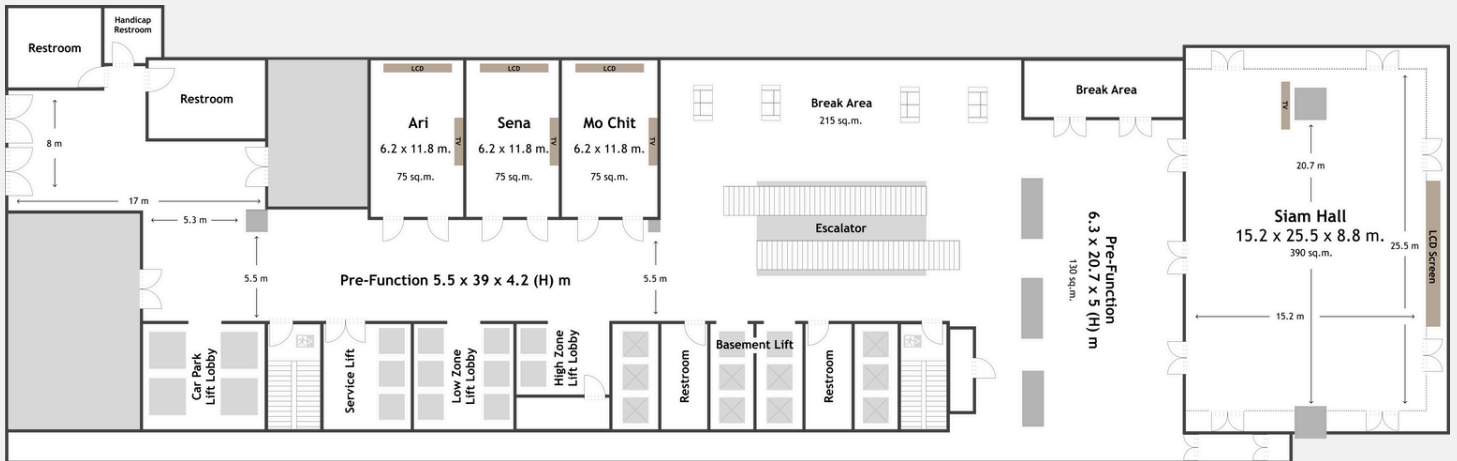 Handicap
Restroom
Restroom
Restroom
8 m
17 m
5.3 m
5.5 m
LCD
Ari
6.2 x 11.8 m.
75 sq.m.
TV
LCD
Sena
6.2 x 11.8 m.
75 sq.m.
TV
LCD
Mo Chit
6.2 x 11.8 m.
75 sq.m.
TV
Break Area
215 sq.m.
Escalator
5.5 m
Pre-Function 5.5 x 39 x 4.2 (H) m
Break Area
Pre-Function
6.3 x 20.7 x 5 (H) m
130 sq.m.
TV
20.7 m
Siam Hall
15.2 x 25.5 x 8.8 m.
390 sq.m.
25.5 m
15.2 m
LCD Screen
Car Park
Lift Lobby
Service Lift
Low Zone
Lift Lobby
High Zone
Lift Lobby
Restroom
Basement Lift
Restroom